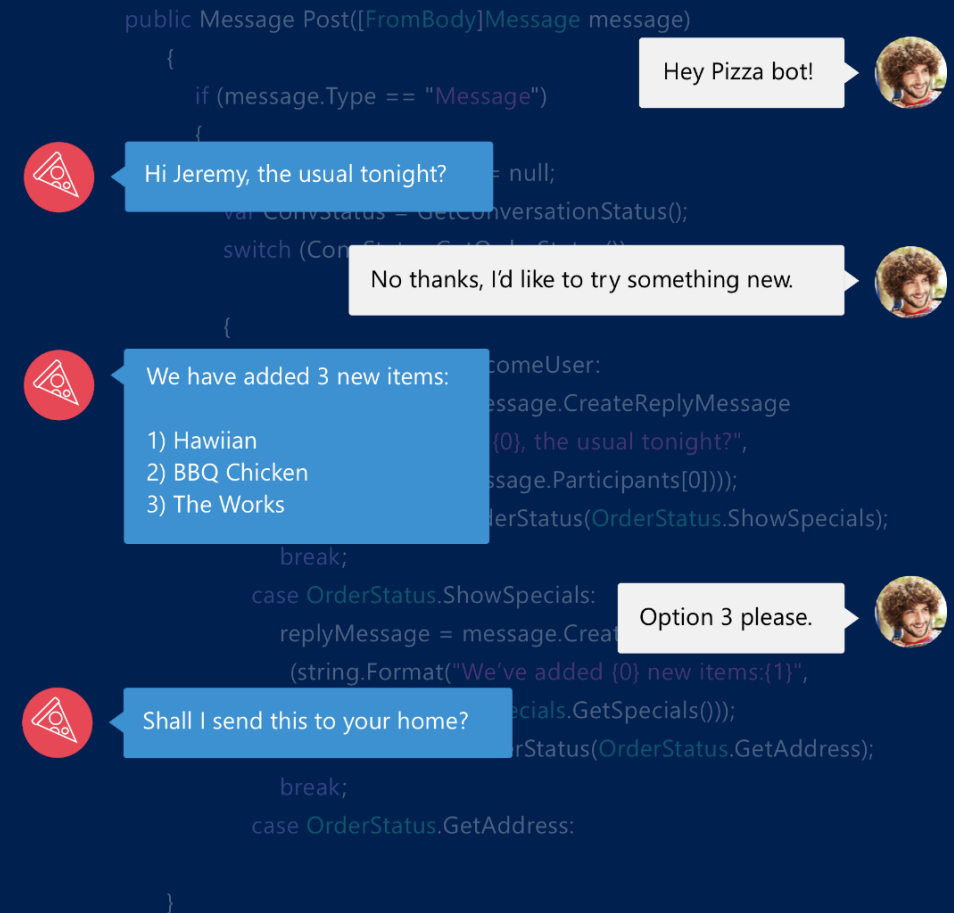 public Message Post([FromBody]Message message)
{
Hey Pizza bot!
if (message.Type == "Message")
{
Hi Jeremy, the usual tonight?
= null;
var ConvStatus = GetConversationStatus();
switch (Con
No thanks, I'd like to try something new.
{
We have added 3 new items:
comeUser:
essage.CreateReplyMessage
1) Hawiian
{0}, the usual tonight?",
2) BBQ Chicken
ssage.Participants[0])));
3) The Works
derStatus(OrderStatus.ShowSpecials);
break;
case OrderStatus.ShowSpecials:
Option 3 please.
replyMessage = message.Creat
(string.Format("We've added {0} new items:{1}",
Shall I send this to your home?
ecials.GetSpecials()));
rStatus(OrderStatus.GetAddress);
break;
case OrderStatus.GetAddress:
}